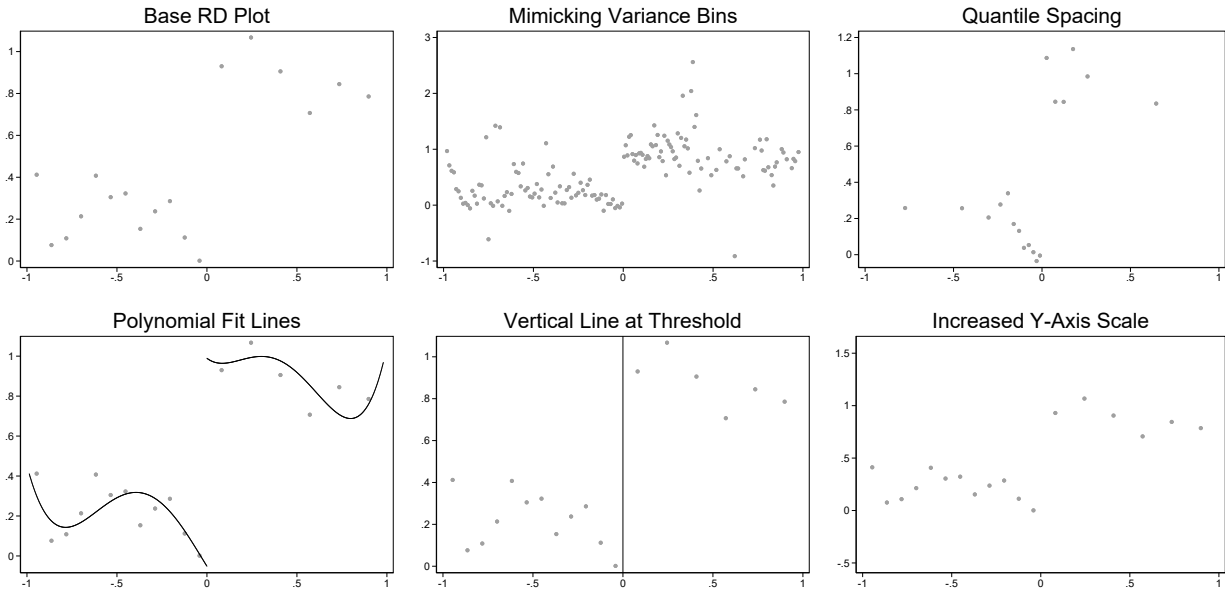 Base RD Plot
1
.8
.6
.4
.2
0
-1 -.5 0 .5 1
Mimicking Variance Bins
3
2
1
0
-1
-1 -.5 0 .5 1
Quantile Spacing
1.2
1
.8
.6
.4
.2
0
-1 -.5 0 .5 1
Polynomial Fit Lines
1
.8
.6
.4
.2
0
-1 -.5 0 .5 1
Vertical Line at Threshold
1
.8
.6
.4
.2
0
-1 -.5 0 .5 1
Increased Y-Axis Scale
1.5
1
.5
0
-.5
-1 -.5 0 .5 1